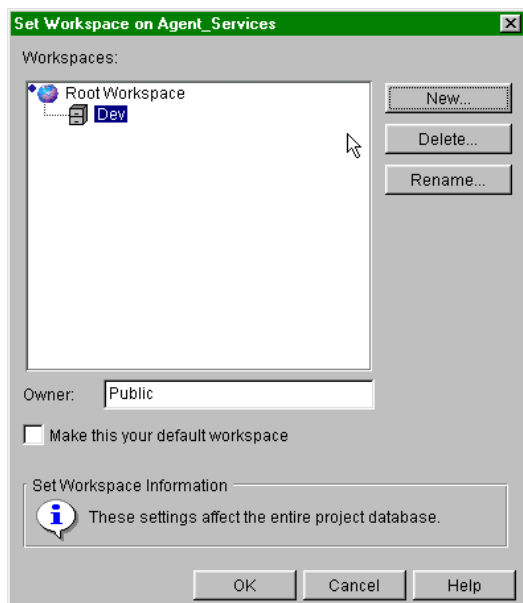 Set Workspace on Agent_Services
Workspaces:
Root Workspace
Dev
New...
Delete...
Rename...
Owner:
Public
Make this your default workspace
Set Workspace Information
These settings affect the entire project database.
OK
Cancel
Help